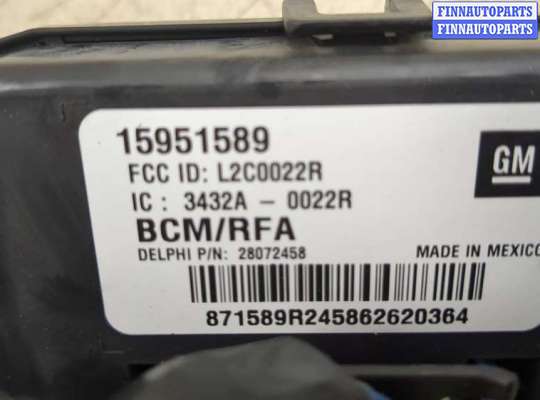 FINNAUTOPARTS
FINNAUTOPARTS
15951589
FCC ID: L2C0022R
IC : 3432A - 0022R
GM
BCM/RFA
DELPHI P/N: 28072458
MADE IN MEXICO
871589R245862620364